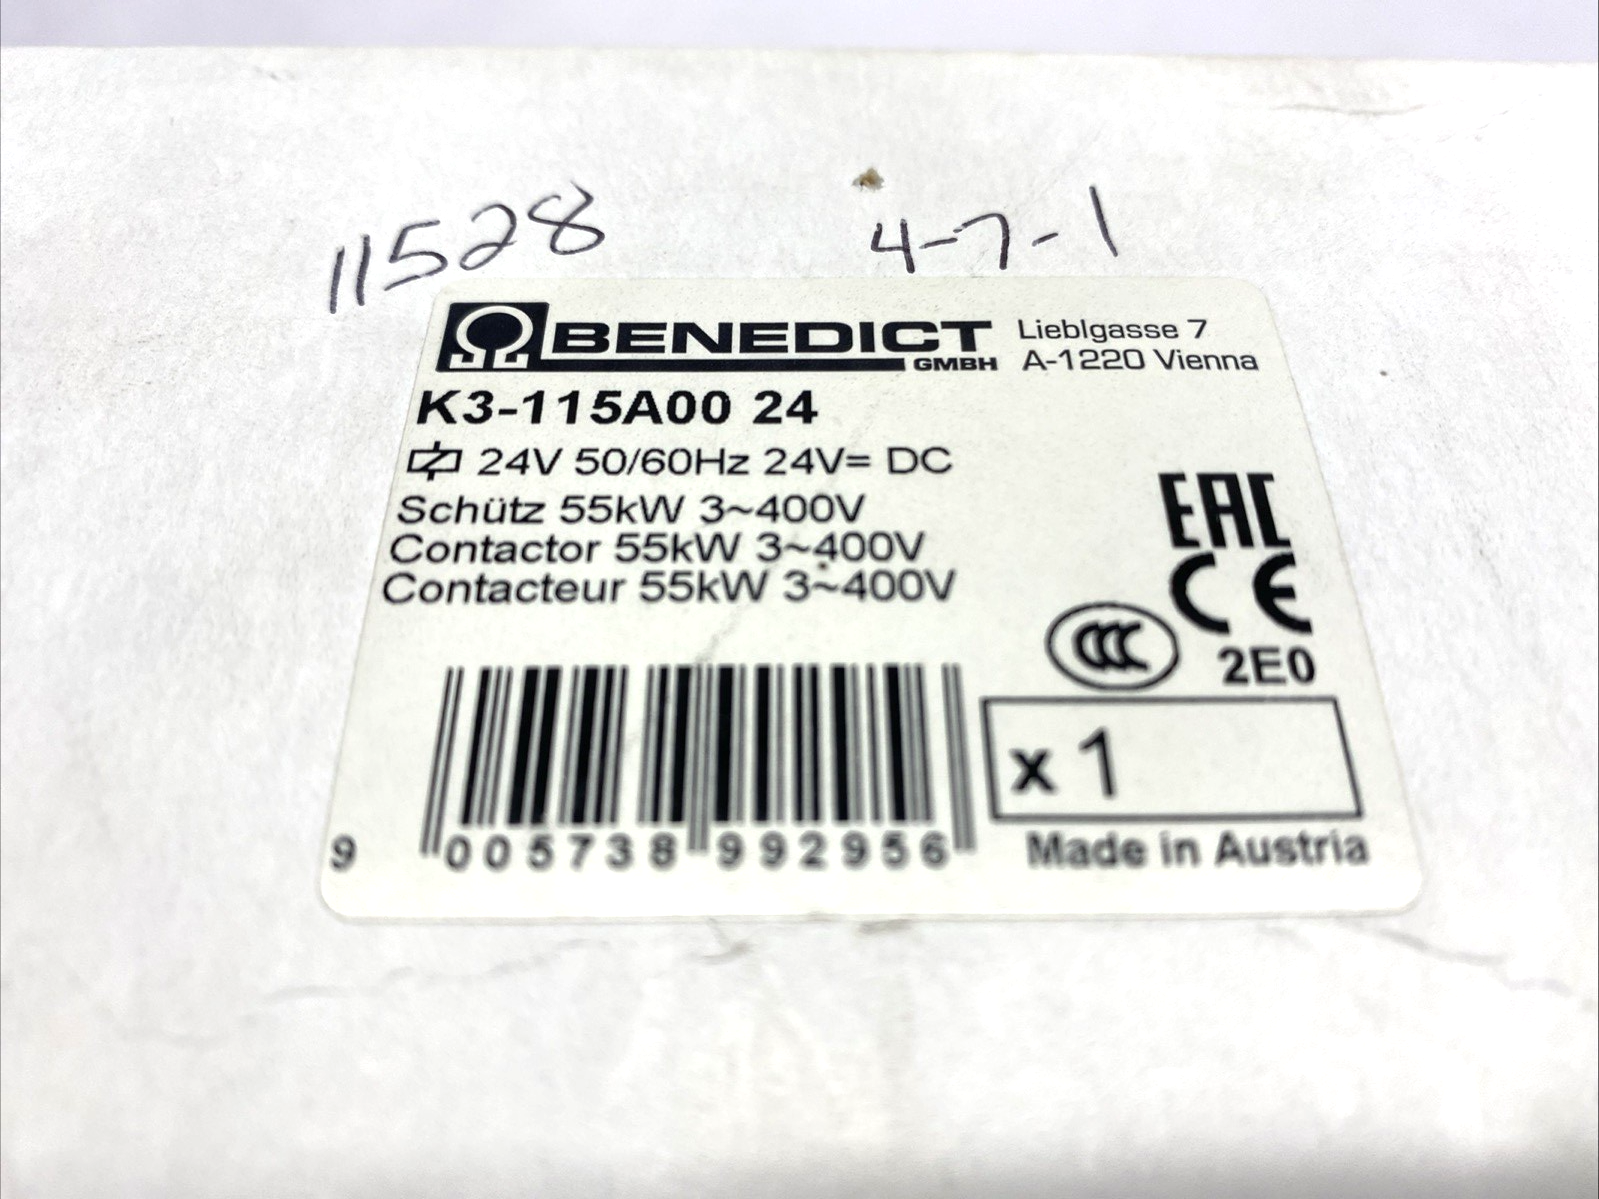 11528 4-7-1
BENEDICT GMBH Lieblgasse 7
A-1220 Vienna
K3-115A00 24
24V 50/60Hz 24V= DC
Schütz 55kW 3~400V
Contactor 55kW 3~400V
Contacteur 55kW 3~400V
EAC
CE
CCC 2E0
x 1
9 005738 992956
Made in Austria